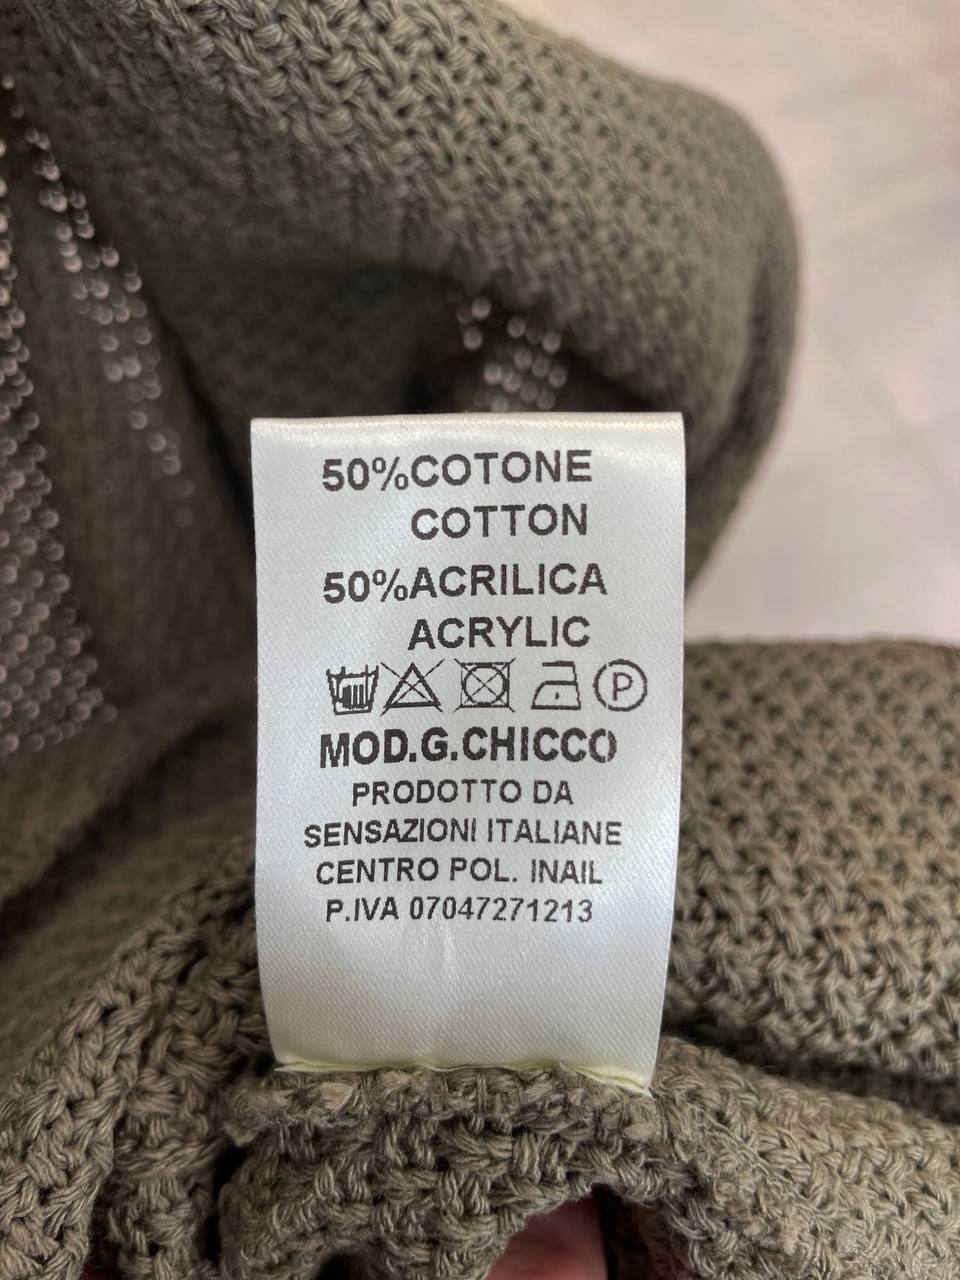 50%COTONE
COTTON
50%ACRILICA
ACRYLIC
P
MOD.G.CHICCO
PRODOTTO DA
SENSAZIONI ITALIANE
CENTRO POL. INAIL
P.IVA 07047271213